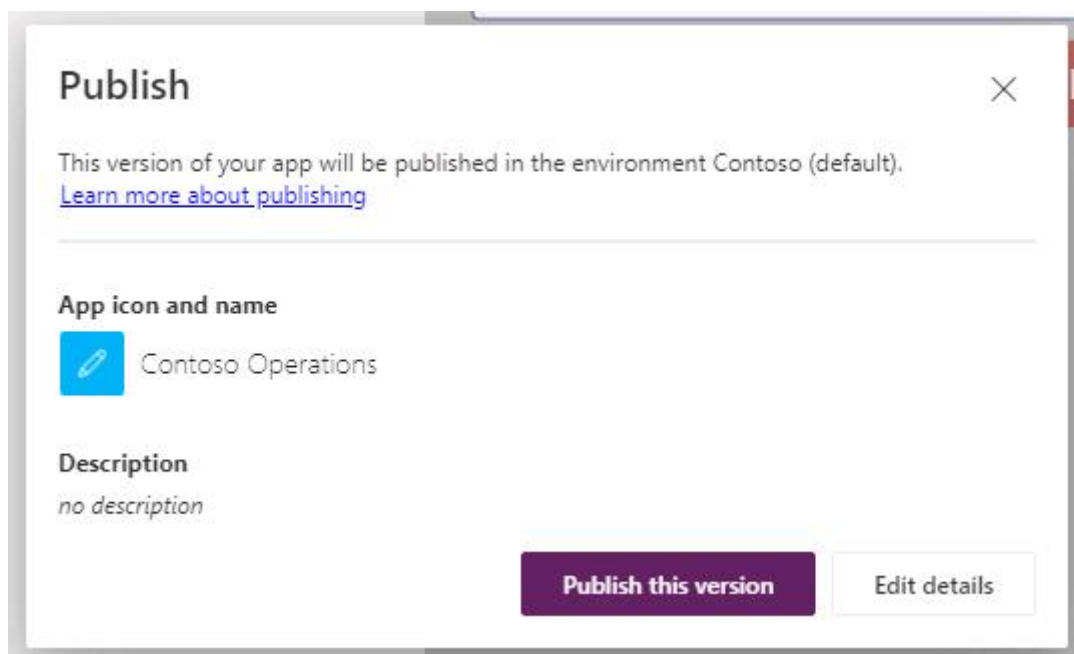 Publish
This version of your app will be published in the environment Contoso (default).
Learn more about publishing
App icon and name
Contoso Operations
Description
no description
Publish this version
Edit details